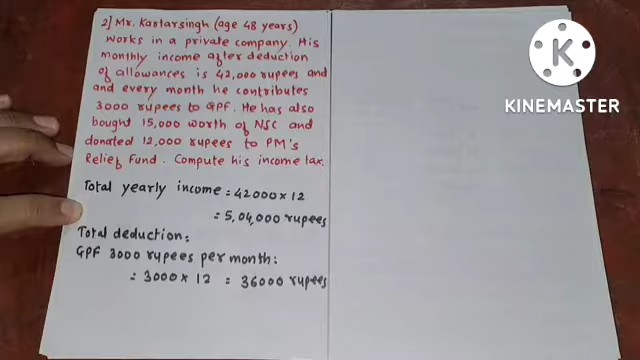 2] Mr. Kartarsingh (age 48 years)
works in a private company. His
monthly income after deduction
of allowances is 42,000 rupees and
and every month he contributes
3000 rupees to GPF. He has also
bought 15,000 worth of NSC and
donated 12,000 rupees to PM's
Relief Fund. Compute his income tax.
Total yearly income = 42000 × 12
= 5,04,000 rupees
Total deduction:
GPF 3000 rupees per month:
= 3000 × 12 = 36000 rupees
K
KINEMASTER